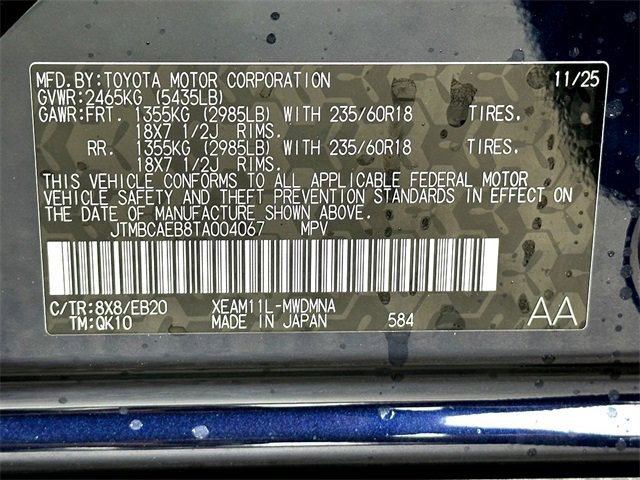 MFD.BY:TOYOTA MOTOR CORPORATION 11/25
GVWR:2465KG (5435LB)
GAWR:FRT. 1355KG (2985LB) WITH 235/60R18 TIRES.
18X7 1/2J RIMS.
RR. 1355KG (2985LB) WITH 235/60R18 TIRES.
18X7 1/2J RIMS.
THIS VEHICLE CONFORMS TO ALL APPLICABLE FEDERAL MOTOR
VEHICLE SAFETY AND THEFT PREVENTION STANDARDS IN EFFECT ON
THE DATE OF MANUFACTURE SHOWN ABOVE.
JTMBCAEB8TA004067 MPV
C/TR:8X8/EB20 XEAM11L-MWDMNA
TM:QK10 MADE IN JAPAN 584 AA